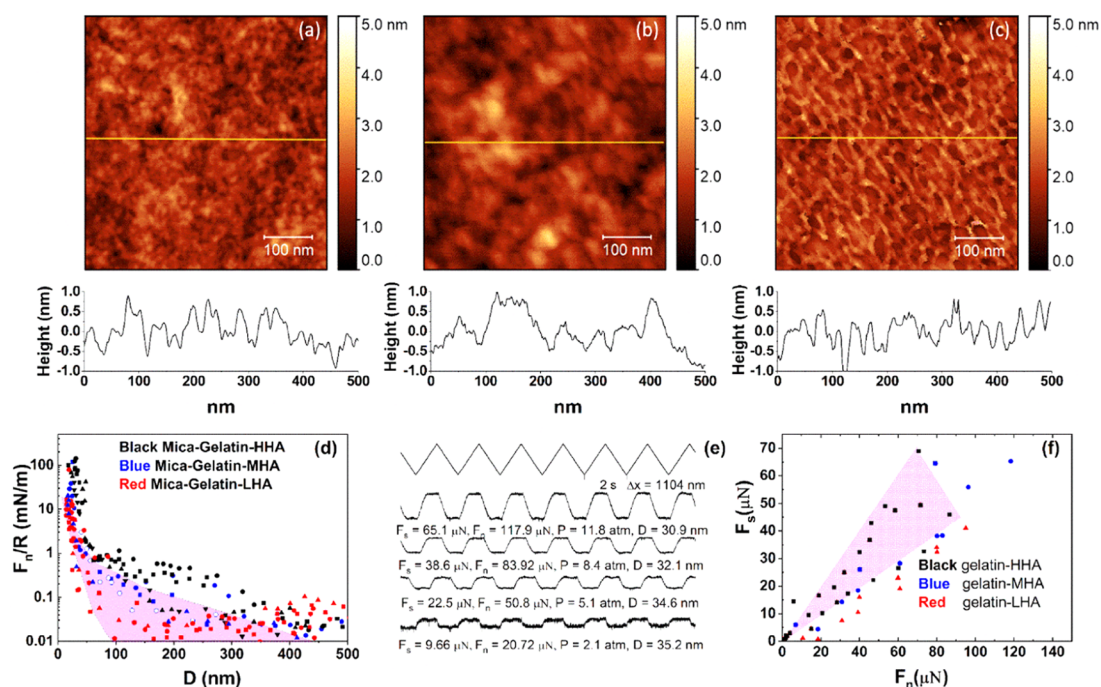 (a)
5.0 nm
4.0
3.0
2.0
1.0
0.0
100 nm
(b)
5.0 nm
4.0
3.0
2.0
1.0
0.0
100 nm
(c)
5.0 nm
4.0
3.0
2.0
1.0
0.0
100 nm
Height (nm)
1.0
0.5
0.0
-0.5
-1.0
0 100 200 300 400 500
nm
Height (nm)
1.0
0.5
0.0
-0.5
-1.0
0 100 200 300 400 500
nm
Height (nm)
1.0
0.5
0.0
-0.5
-1.0
0 100 200 300 400 500
nm
(d)
Black Mica-Gelatin-HHA
Blue Mica-Gelatin-MHA
Red Mica-Gelatin-LHA
Fn/R (mN/m)
100
10
1
0.1
0.01
0 100 200 300 400 500
D (nm)
(e)
2 s Δx = 1104 nm
Fs = 65.1 µN, Fn = 117.9 µN, P = 11.8 atm, D = 30.9 nm
Fs = 38.6 µN, Fn = 83.92 µN, P = 8.4 atm, D = 32.1 nm
Fs = 22.5 µN, Fn = 50.8 µN, P = 5.1 atm, D = 34.6 nm
Fs = 9.66 µN, Fn = 20.72 µN, P = 2.1 atm, D = 35.2 nm
(f)
Fs(µN)
70
60
50
40
30
20
10
0
Black gelatin-HHA
Blue gelatin-MHA
Red gelatin-LHA
0 20 40 60 80 100 120 140
Fn(µN)